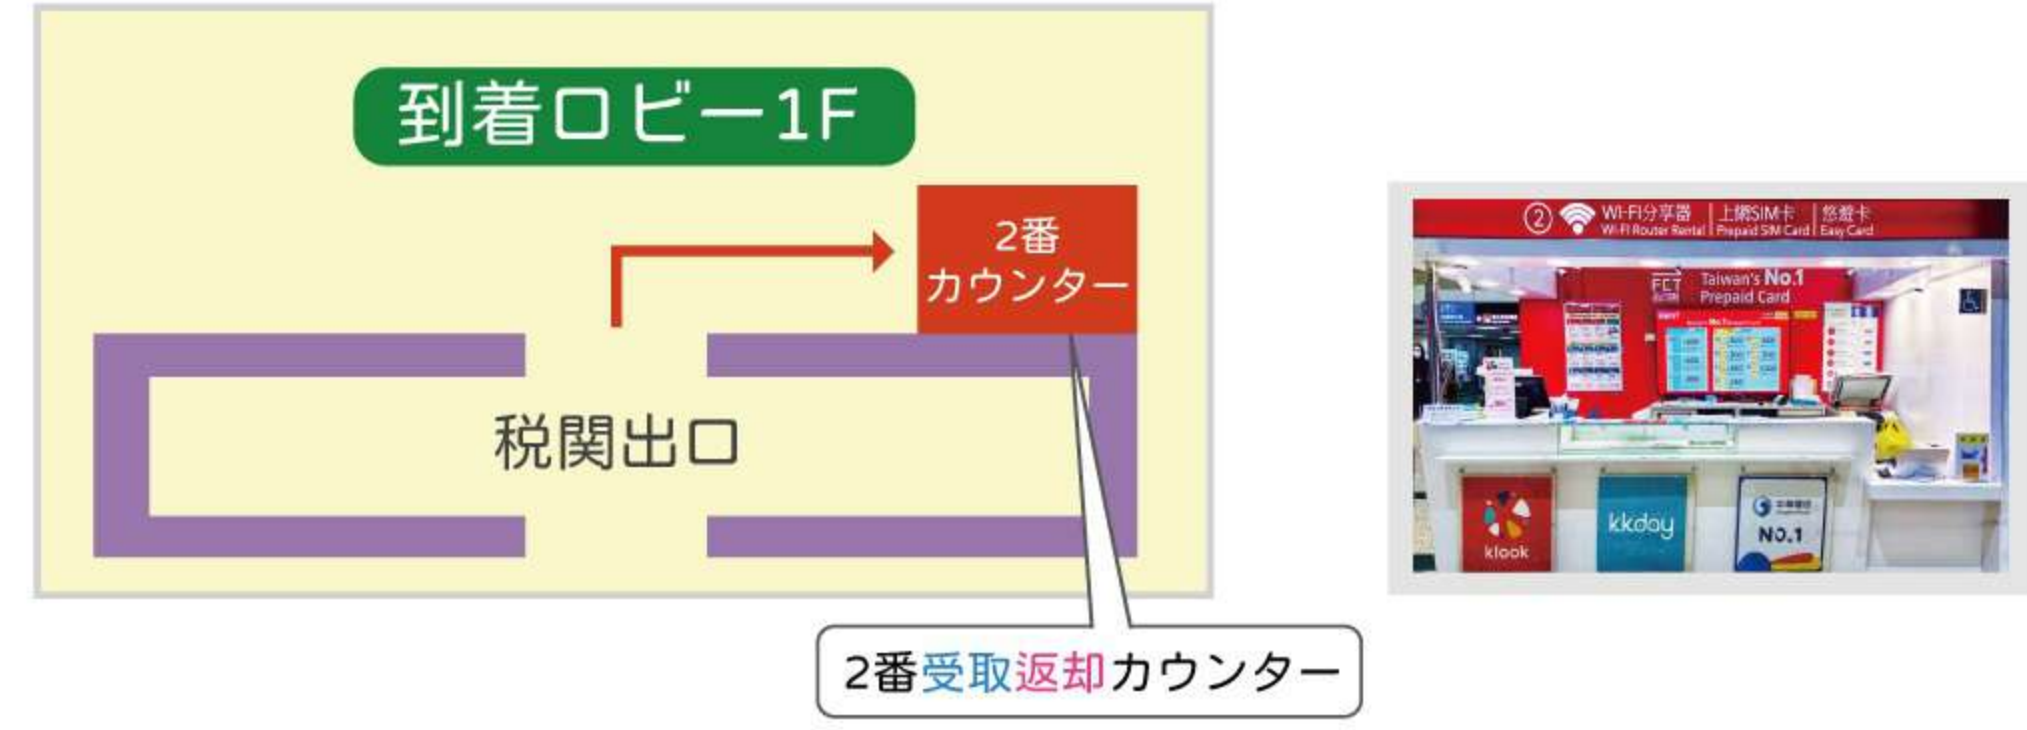 到着ロビー1F
2番
カウンター
税関出口
2番受取返却カウンター
② WI-FI分享器 上網SIM卡 悠遊卡
WI-FI Router Rental Prepaid SIM Card Easy Card
Taiwan's No.1
Prepaid Card
klook
kkday
NO.1